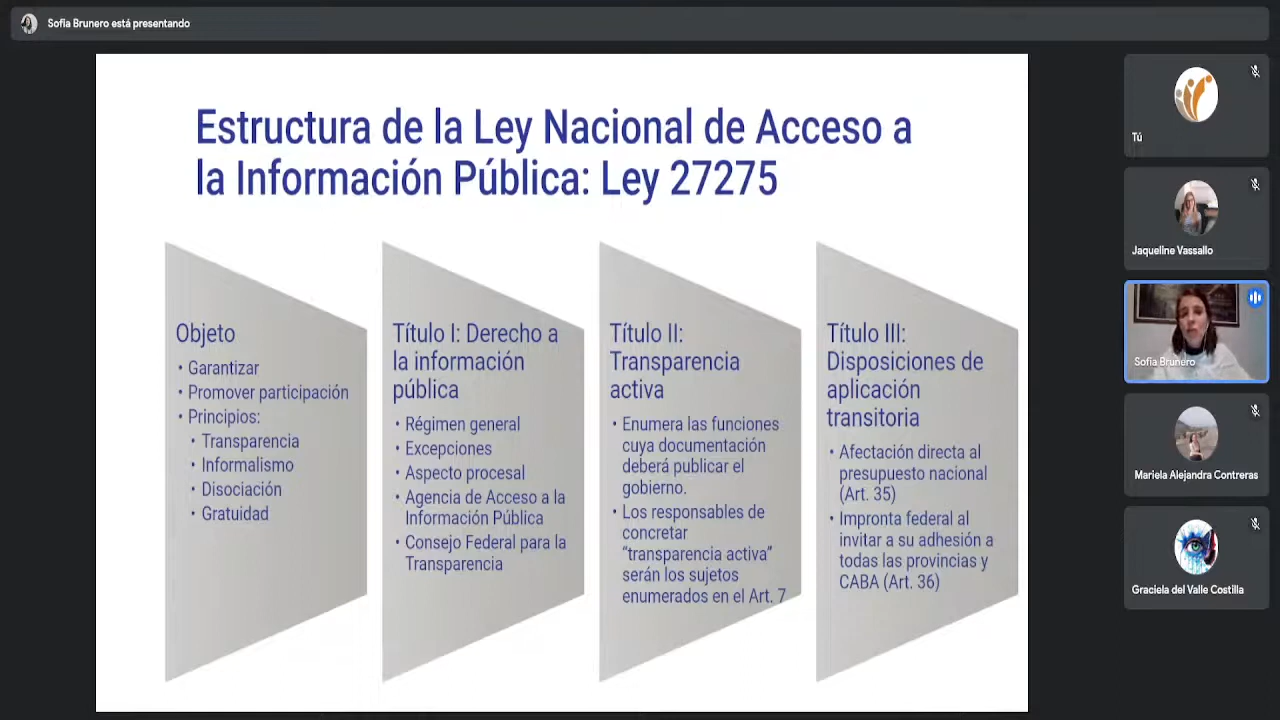 Sofia Brunero está presentando
Estructura de la Ley Nacional de Acceso a
la Información Pública: Ley 27275
Objeto
• Garantizar
• Promover participación
• Principios:
• Transparencia
• Informalismo
• Disociación
• Gratuidad
Título I: Derecho a
la información
pública
• Régimen general
• Excepciones
• Aspecto procesal
• Agencia de Acceso a la
Información Pública
• Consejo Federal para la
Transparencia
Título II:
Transparencia
activa
• Enumera las funciones
cuya documentación
deberá publicar el
gobierno.
• Los responsables de
concretar
“transparencia activa”
serán los sujetos
enumerados en el Art. 7
Título III:
Disposiciones de
aplicación
transitoria
• Afectación directa al
presupuesto nacional
(Art. 35)
• Impronta federal al
invitar a su adhesión a
todas las provincias y
CABA (Art. 36)
Tú
Jaqueline Vassallo
Sofia Brunero
Mariela Alejandra Contreras
Graciela del Valle Costilla